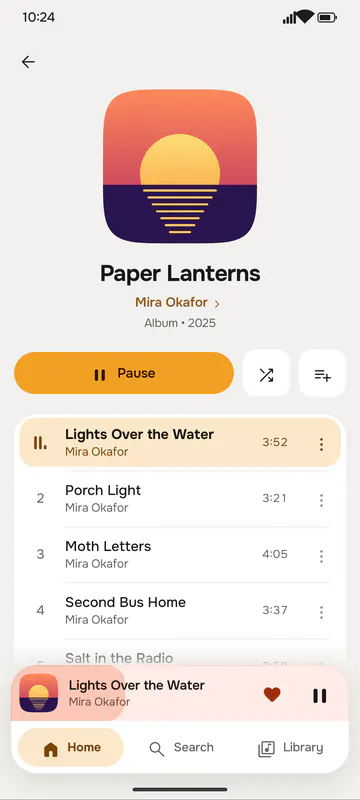 10:24
Paper Lanterns
Mira Okafor
Album • 2025
Pause
Lights Over the Water
Mira Okafor
3:52
2
Porch Light
Mira Okafor
3:21
3
Moth Letters
Mira Okafor
4:05
4
Second Bus Home
Mira Okafor
3:37
Salt in the Radio
Lights Over the Water
Mira Okafor
Home
Search
Library